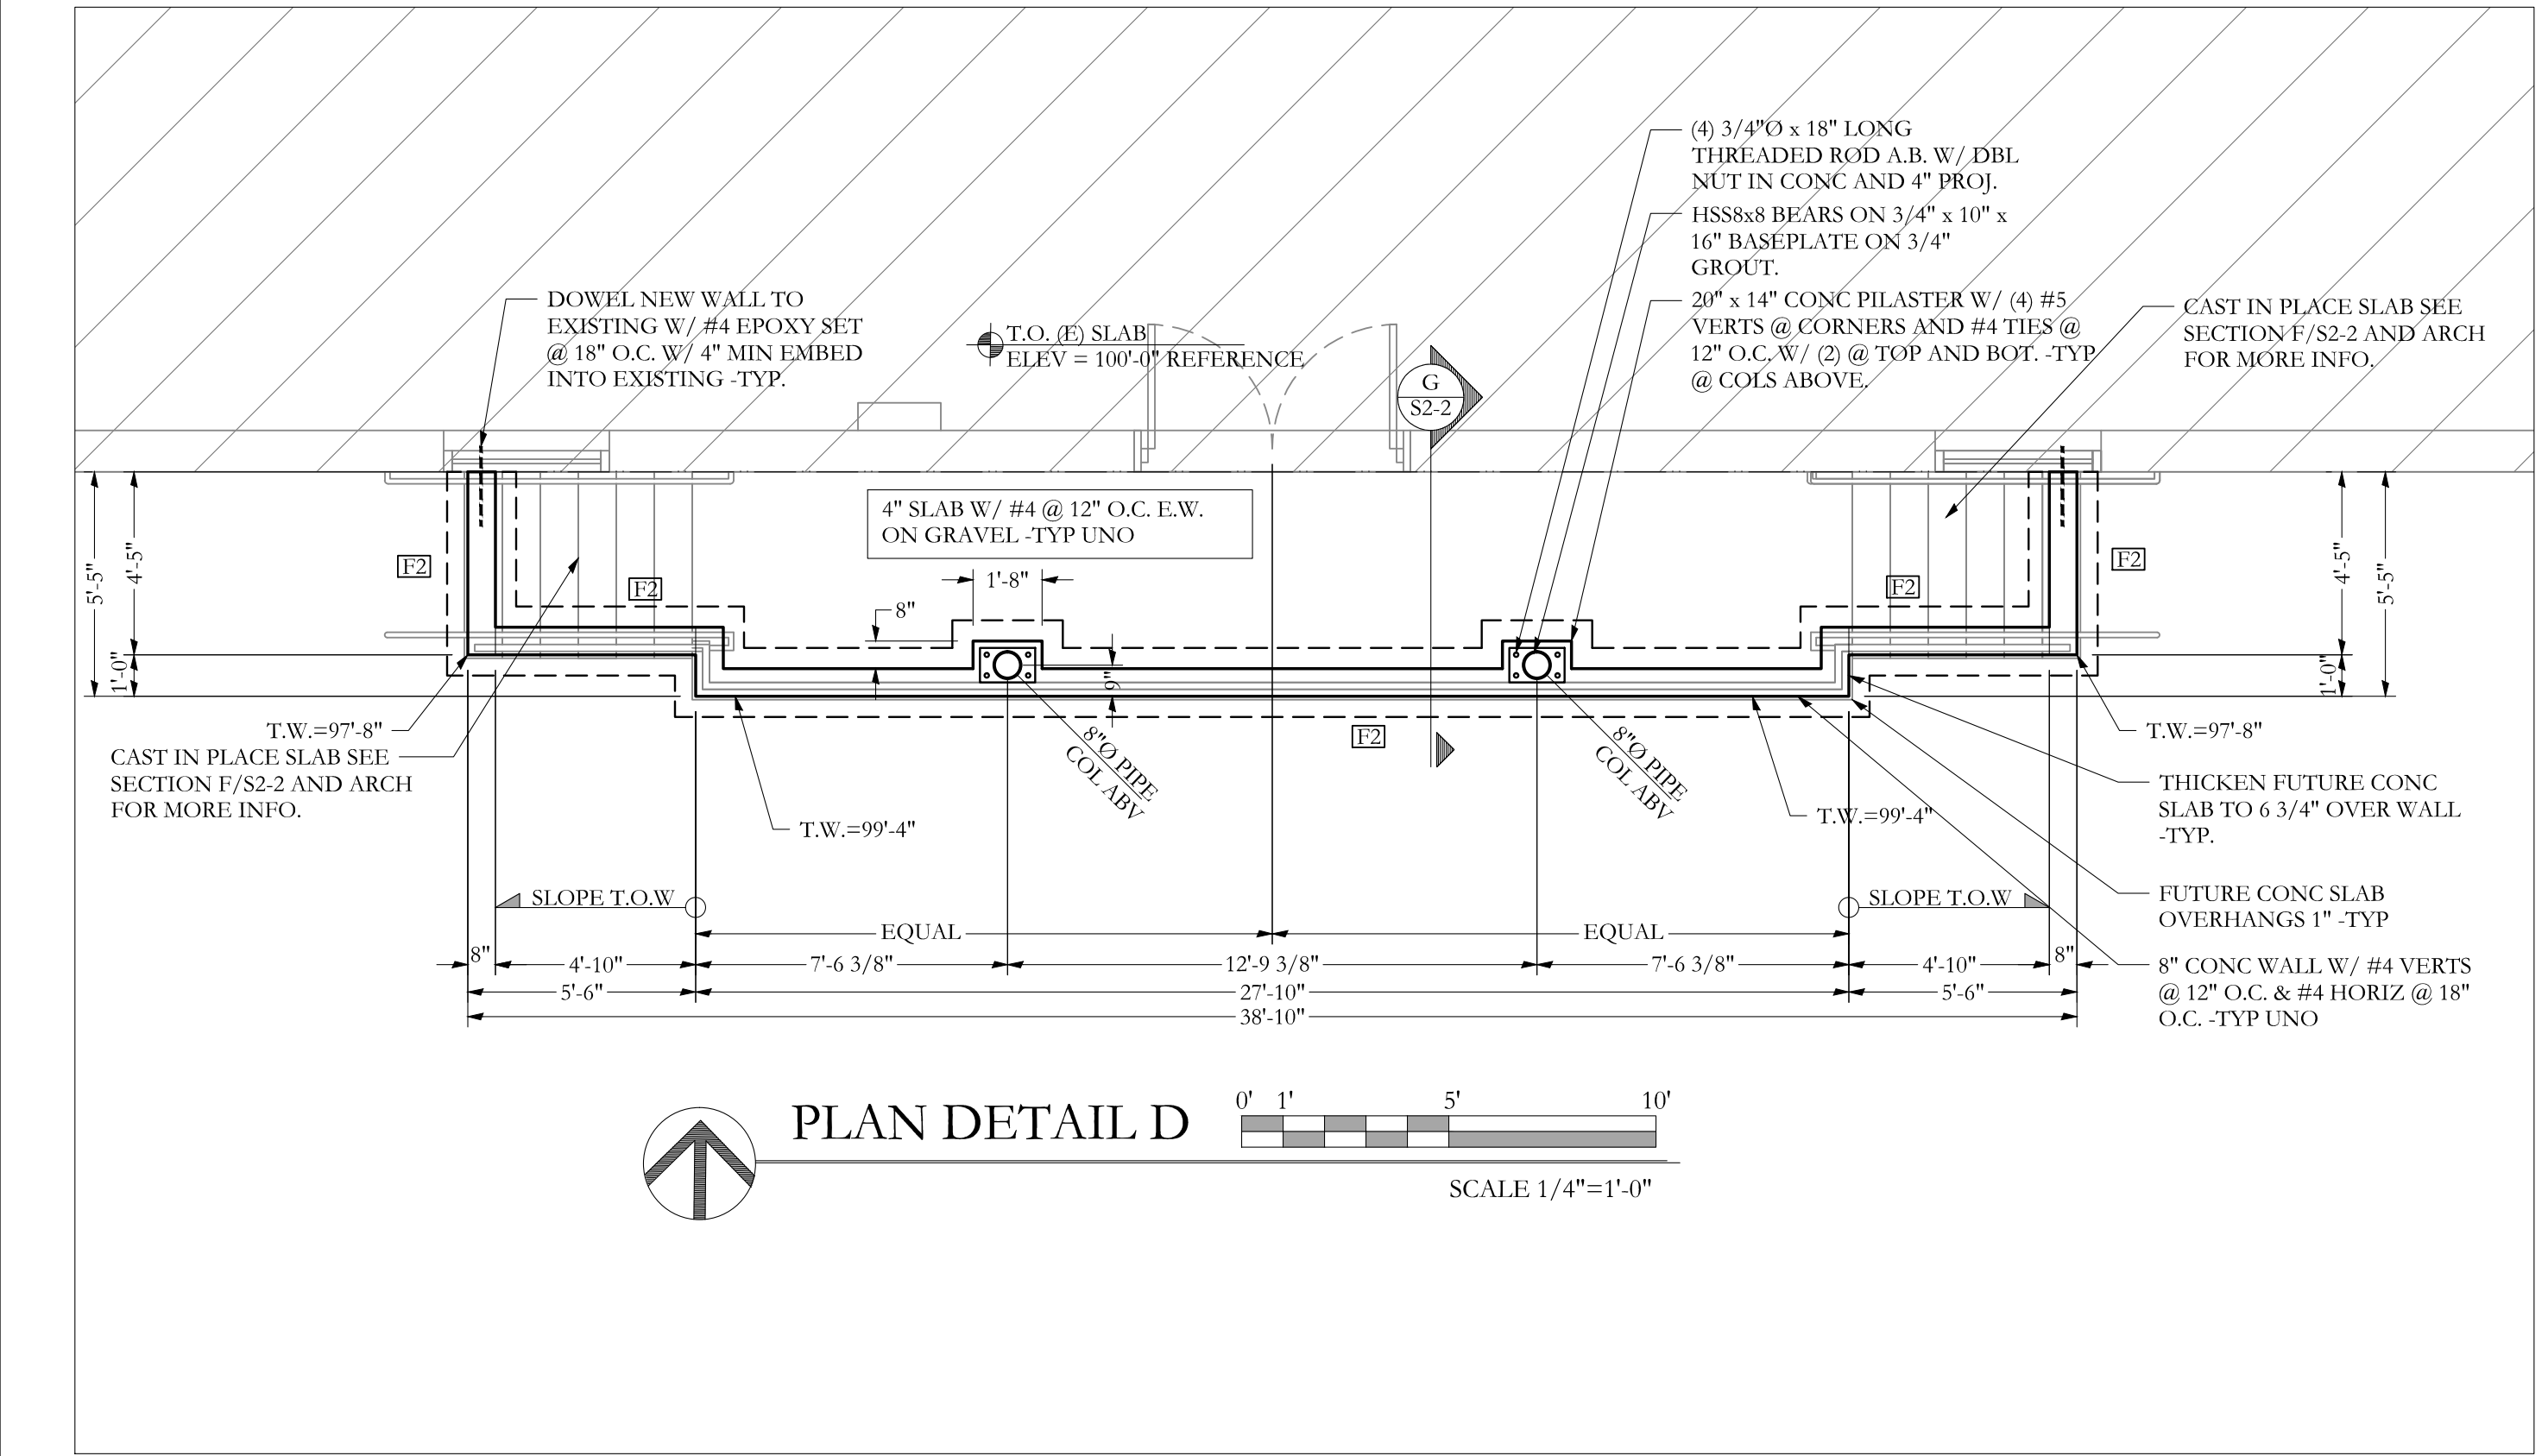 (4) 3/4"Ø x 18" LONG
THREADED ROD A.B. W/ DBL
NUT IN CONC AND 4" PROJ.
HSS8x8 BEARS ON 3/4" x 10" x
16" BASEPLATE ON 3/4"
GROUT.
20" x 14" CONC PILASTER W/ (4) #5
VERTS @ CORNERS AND #4 TIES @
12" O.C. W/ (2) @ TOP AND BOT. -TYP
@ COLS ABOVE.
DOWEL NEW WALL TO
EXISTING W/ #4 EPOXY SET
@ 18" O.C. W/ 4" MIN EMBED
INTO EXISTING -TYP.
T.O. (E) SLAB
ELEV = 100'-0" REFERENCE
G
S2-2
CAST IN PLACE SLAB SEE
SECTION F/S2-2 AND ARCH
FOR MORE INFO.
4" SLAB W/ #4 @ 12" O.C. E.W.
ON GRAVEL -TYP UNO
5'-5"
4'-5"
1'-0"
F2
F2
1'-8"
8"
9"
F2
F2
F2
4'-5"
5'-5"
1'-0"
T.W.=97'-8"
CAST IN PLACE SLAB SEE
SECTION F/S2-2 AND ARCH
FOR MORE INFO.
8"Ø PIPE
COL ABV
8"Ø PIPE
COL ABV
T.W.=99'-4"
T.W.=99'-4"
T.W.=97'-8"
THICKEN FUTURE CONC
SLAB TO 6 3/4" OVER WALL
-TYP.
FUTURE CONC SLAB
OVERHANGS 1" -TYP
8" CONC WALL W/ #4 VERTS
@ 12" O.C. & #4 HORIZ @ 18"
O.C. -TYP UNO
SLOPE T.O.W
SLOPE T.O.W
EQUAL
EQUAL
8"
4'-10"
7'-6 3/8"
12'-9 3/8"
7'-6 3/8"
4'-10"
8"
5'-6"
27'-10"
5'-6"
38'-10"
PLAN DETAIL D
0'
1'
5'
10'
SCALE 1/4"=1'-0"